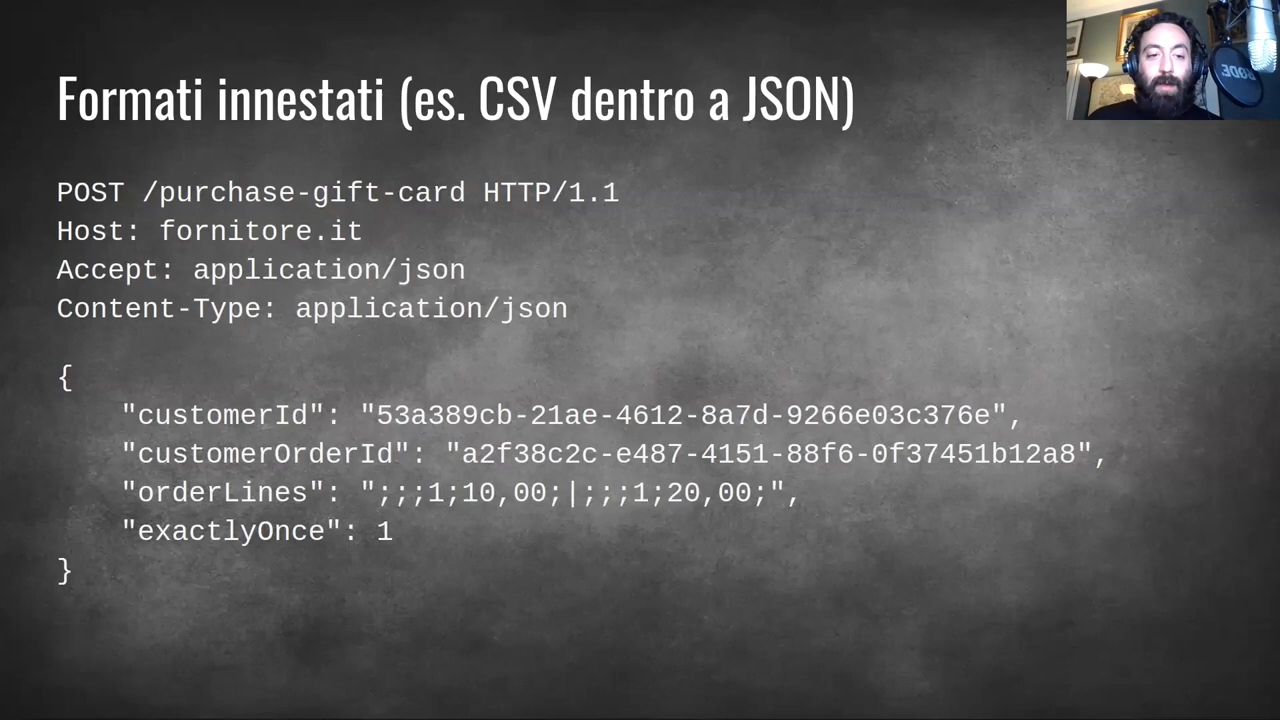 Formati innestati (es. CSV dentro a JSON)
POST /purchase-gift-card HTTP/1.1
Host: fornitore.it
Accept: application/json
Content-Type: application/json
{
    "customerId": "53a389cb-21ae-4612-8a7d-9266e03c376e",
    "customerOrderId": "a2f38c2c-e487-4151-88f6-0f37451b12a8",
    "orderLines": ";;;1;10,00;|;;;1;20,00;",
    "exactlyOnce": 1
}
RØDE